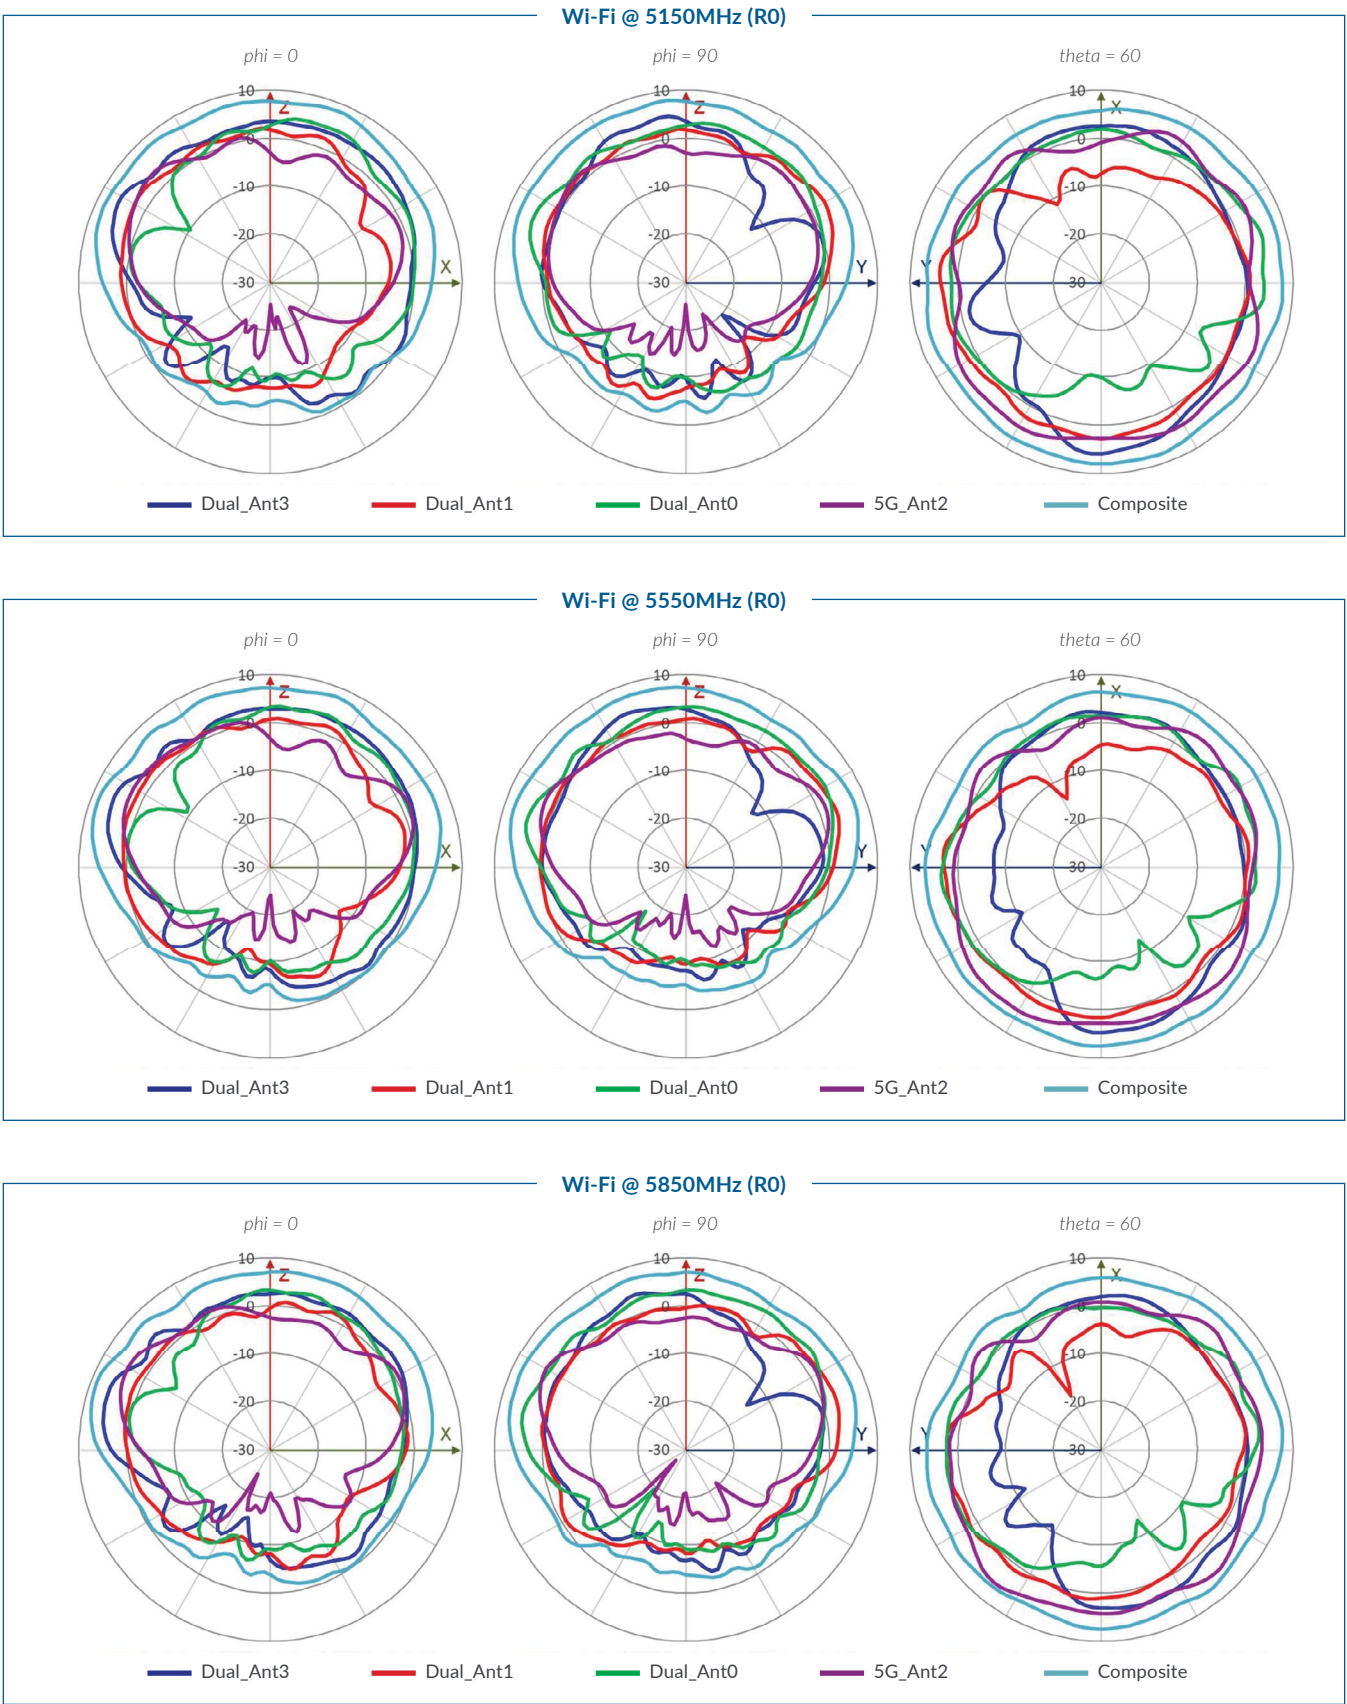 Wi-Fi @ 5150MHz (R0)
phi = 0 phi = 90 theta = 60
10 10 10
Z Z X
0 0 0
-10 -10 -10
-20 -20 -20
X Y Y
-30 -30 -30
Dual_Ant3 Dual_Ant1 Dual_Ant0 5G_Ant2 Composite
Wi-Fi @ 5550MHz (R0)
phi = 0 phi = 90 theta = 60
10 10 10
Z Z X
0 0 0
-10 -10 -10
-20 -20 -20
X Y Y
-30 -30 -30
Dual_Ant3 Dual_Ant1 Dual_Ant0 5G_Ant2 Composite
Wi-Fi @ 5850MHz (R0)
phi = 0 phi = 90 theta = 60
10 10 10
Z Z X
0 0 0
-10 -10 -10
-20 -20 -20
X Y Y
-30 -30 -30
Dual_Ant3 Dual_Ant1 Dual_Ant0 5G_Ant2 Composite